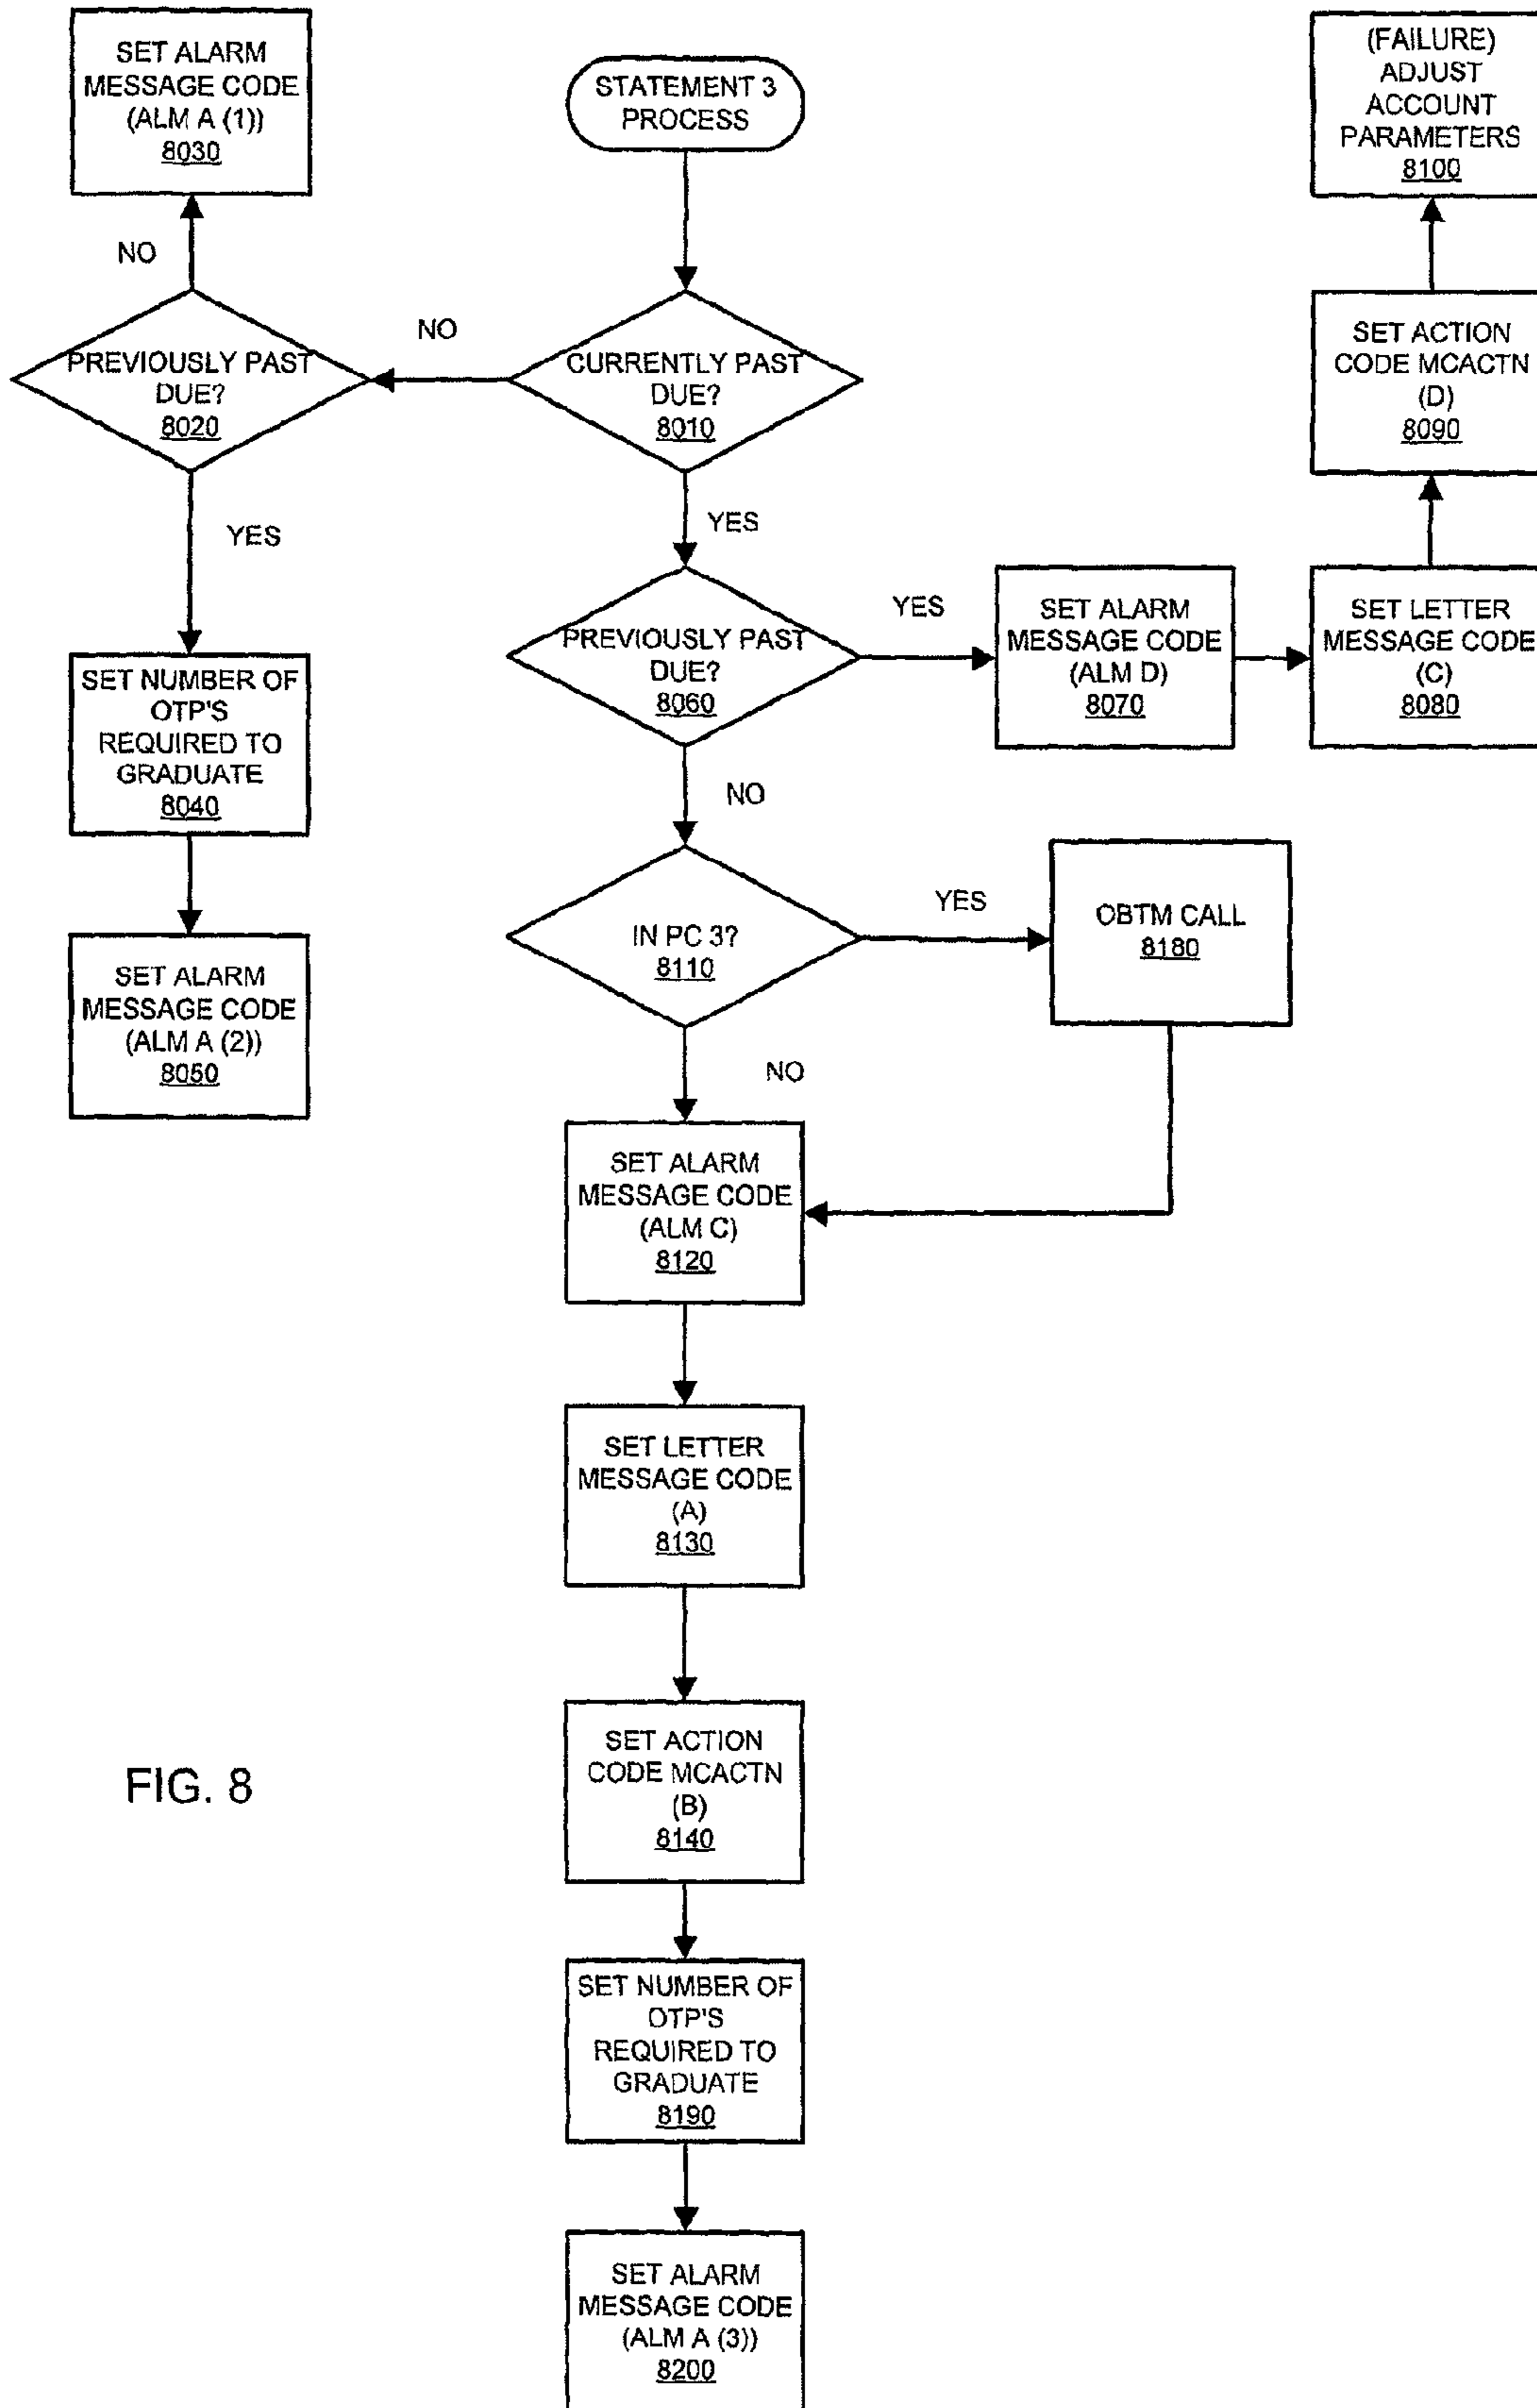 SET ALARM
MESSAGE CODE
(ALM A (1))
8030
STATEMENT 3
PROCESS
(FAILURE)
ADJUST
ACCOUNT
PARAMETERS
8100
NO
PREVIOUSLY PAST
DUE?
8020
NO
CURRENTLY PAST
DUE?
8010
SET ACTION
CODE MCACTN
(D)
8090
YES
YES
PREVIOUSLY PAST
DUE?
8060
YES
SET ALARM
MESSAGE CODE
(ALM D)
8070
SET LETTER
MESSAGE CODE
(C)
8080
SET NUMBER OF
OTP'S
REQUIRED TO
GRADUATE
8040
NO
IN PC 3?
8110
YES
OBTM CALL
8180
SET ALARM
MESSAGE CODE
(ALM A (2))
8050
NO
SET ALARM
MESSAGE CODE
(ALM C)
8120
SET LETTER
MESSAGE CODE
(A)
8130
SET ACTION
CODE MCACTN
(B)
8140
FIG. 8
SET NUMBER OF
OTP'S
REQUIRED TO
GRADUATE
8190
SET ALARM
MESSAGE CODE
(ALM A (3))
8200